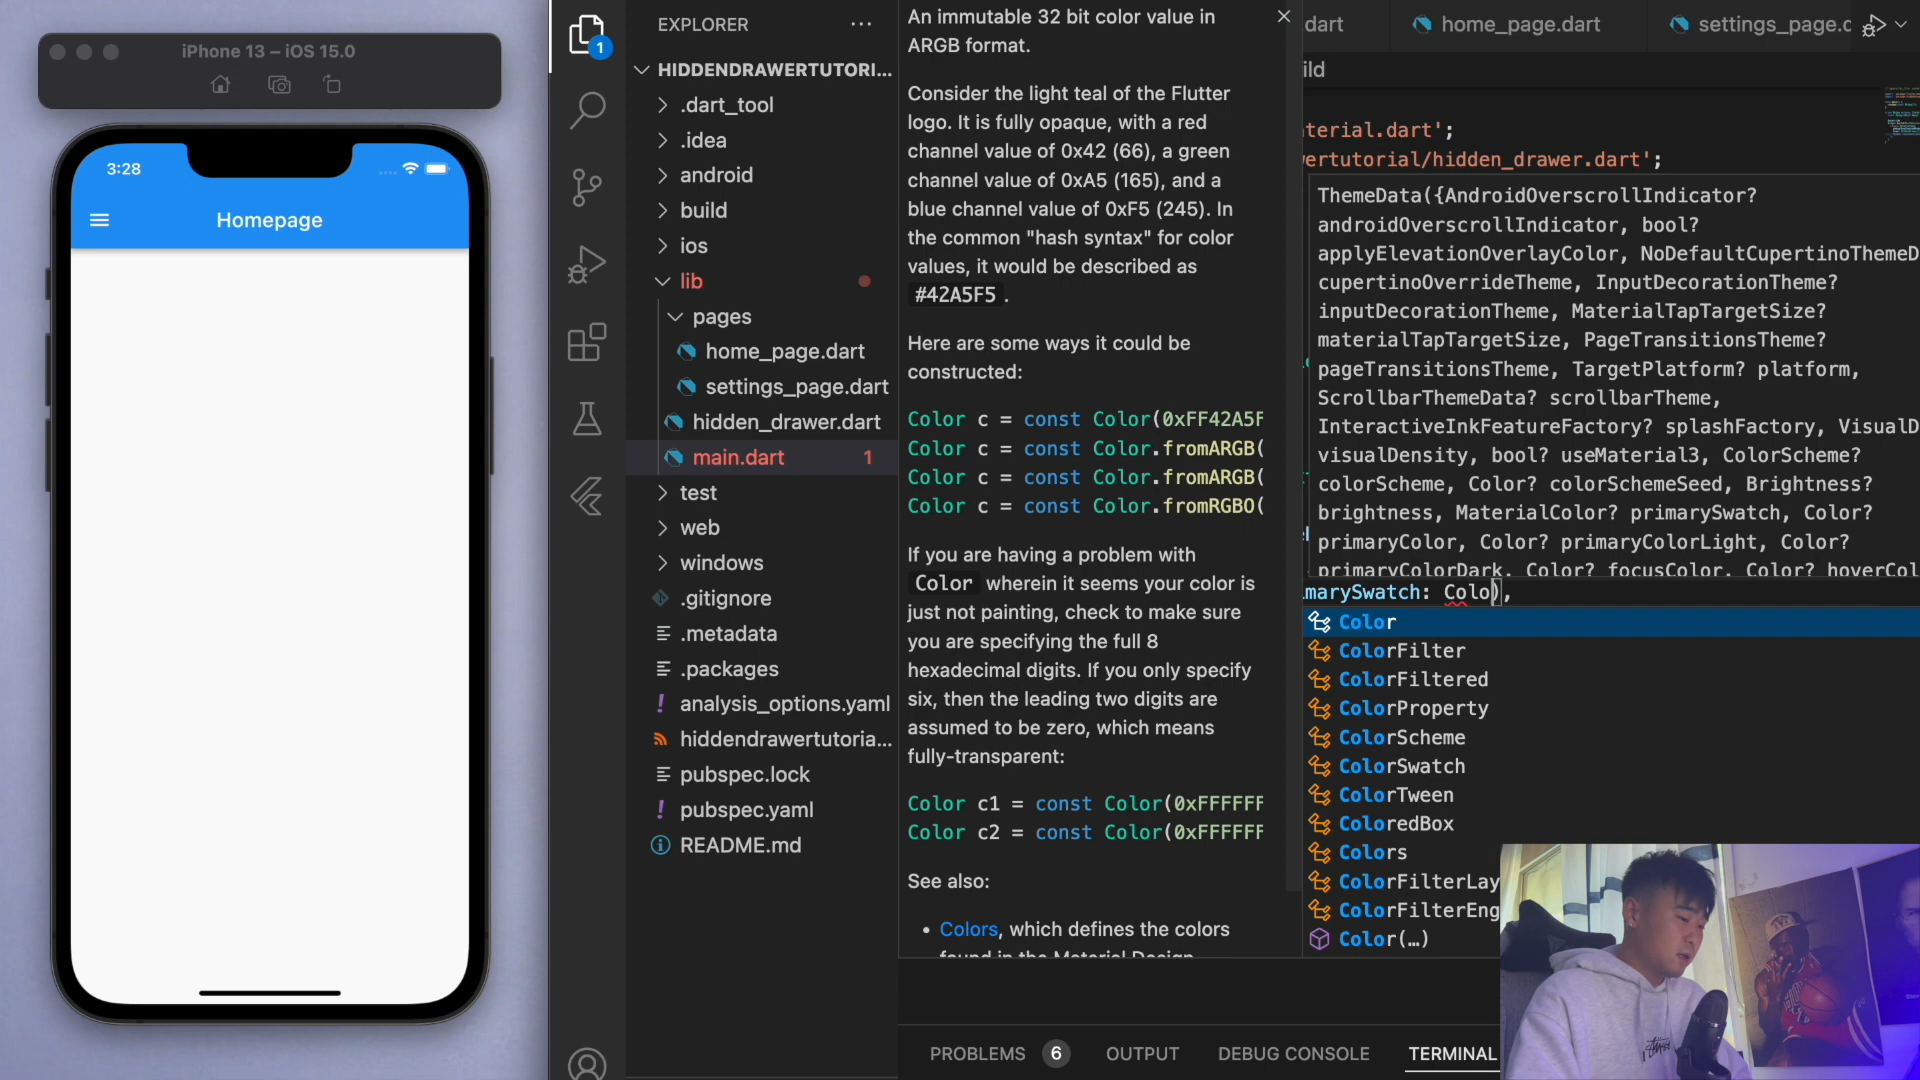 iPhone 13 – iOS 15.0
3:28
Homepage
1
EXPLORER
HIDDENDRAWERTUTORI...
.dart_tool
.idea
android
build
ios
lib
pages
home_page.dart
settings_page.dart
hidden_drawer.dart
main.dart 1
test
web
windows
.gitignore
.metadata
.packages
analysis_options.yaml
hiddendrawertutoria...
pubspec.lock
pubspec.yaml
README.md
An immutable 32 bit color value in
ARGB format.
Consider the light teal of the Flutter
logo. It is fully opaque, with a red
channel value of 0x42 (66), a green
channel value of 0xA5 (165), and a
blue channel value of 0xF5 (245). In
the common "hash syntax" for color
values, it would be described as
#42A5F5 .
Here are some ways it could be
constructed:
Color c = const Color(0xFF42A5F
Color c = const Color.fromARGB(
Color c = const Color.fromARGB(
Color c = const Color.fromRGBO(
If you are having a problem with
Color wherein it seems your color is
just not painting, check to make sure
you are specifying the full 8
hexadecimal digits. If you only specify
six, then the leading two digits are
assumed to be zero, which means
fully-transparent:
Color c1 = const Color(0xFFFFFF
Color c2 = const Color(0xFFFFFF
See also:
• Colors, which defines the colors
found in the Material Design
dart home_page.dart settings_page.d
ild
terial.dart';
wertutorial/hidden_drawer.dart';
ThemeData({AndroidOverscrollIndicator?
androidOverscrollIndicator, bool?
applyElevationOverlayColor, NoDefaultCupertinoThemeD
cupertinoOverrideTheme, InputDecorationTheme?
inputDecorationTheme, MaterialTapTargetSize?
materialTapTargetSize, PageTransitionsTheme?
pageTransitionsTheme, TargetPlatform? platform,
ScrollbarThemeData? scrollbarTheme,
InteractiveInkFeatureFactory? splashFactory, VisualD
visualDensity, bool? useMaterial3, ColorScheme?
colorScheme, Color? colorSchemeSeed, Brightness?
brightness, MaterialColor? primarySwatch, Color?
primaryColor, Color? primaryColorLight, Color?
primaryColorDark, Color? focusColor, Color? hoverCol
marySwatch: Colo),
Color
ColorFilter
ColorFiltered
ColorProperty
ColorScheme
ColorSwatch
ColorTween
ColoredBox
Colors
ColorFilterLay
ColorFilterEng
Color(…)
PROBLEMS 6 OUTPUT DEBUG CONSOLE TERMINAL